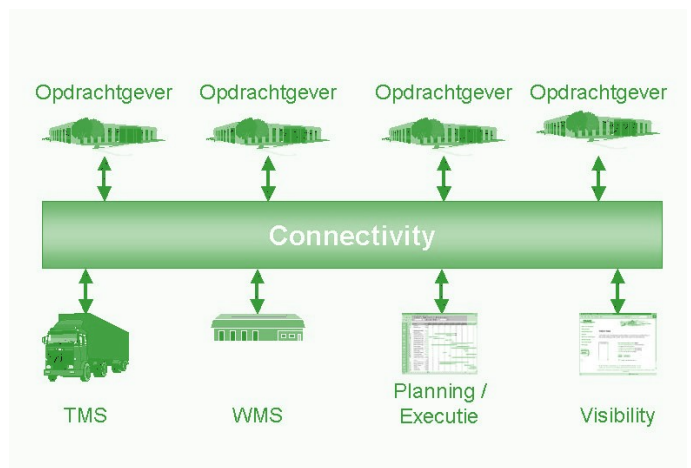 Opdrachtgever Opdrachtgever Opdrachtgever Opdrachtgever
Connectivity
TMS
WMS
Planning /
Executie
Visibility